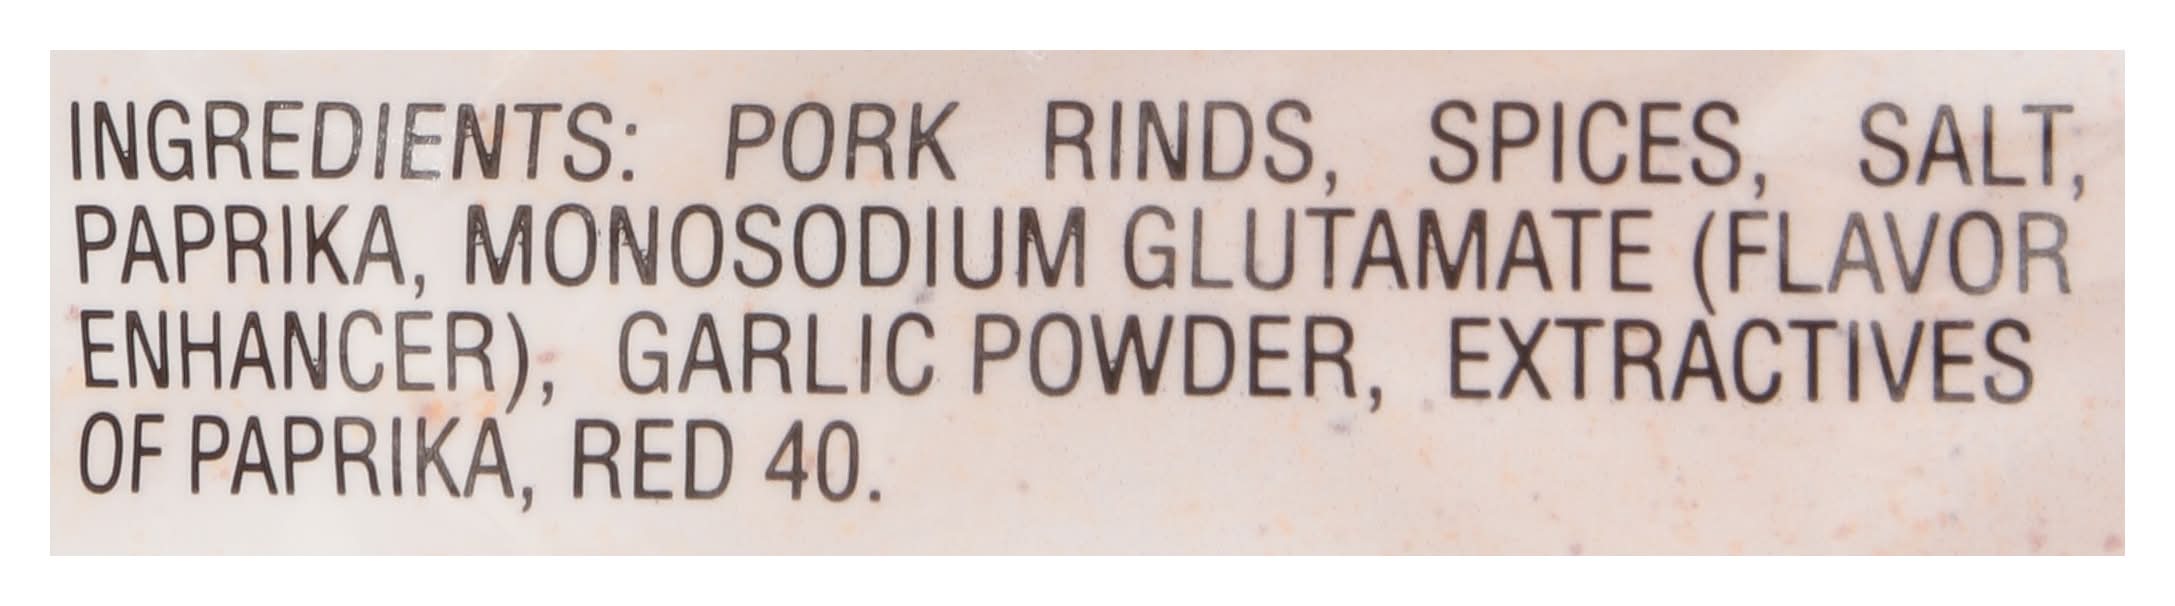 INGREDIENTS: PORK RINDS, SPICES, SALT,
PAPRIKA, MONOSODIUM GLUTAMATE (FLAVOR
ENHANCER), GARLIC POWDER, EXTRACTIVES
OF PAPRIKA, RED 40.